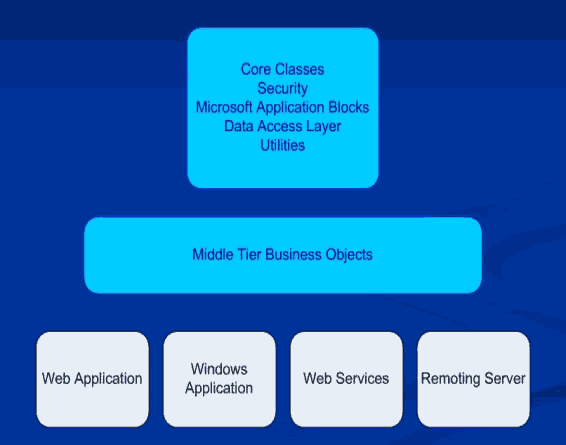 Core Classes
Security
Microsoft Application Blocks
Data Access Layer
Utilities
Middle Tier Business Objects
Web Application
Windows
Application
Web Services
Remoting Server